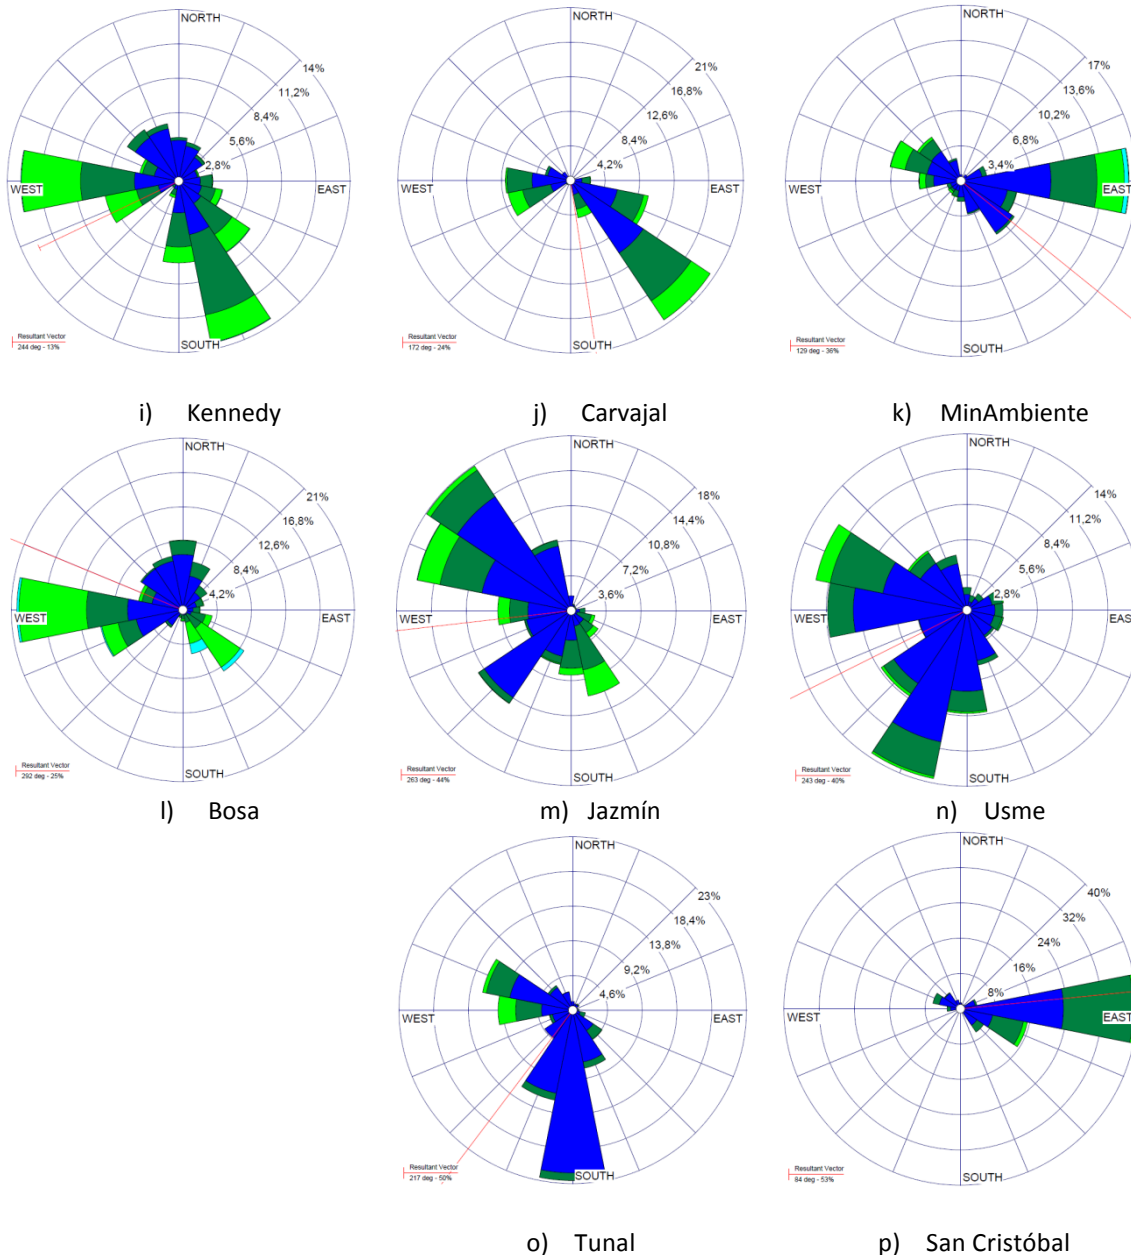 NORTH
14%
11,2%
8,4%
5,6%
2,8%
WEST
EAST
SOUTH
Resultant Vector
244 deg - 13%
i) Kennedy
NORTH
21%
16,8%
12,6%
8,4%
4,2%
WEST
EAST
SOUTH
Resultant Vector
172 deg - 24%
j) Carvajal
NORTH
17%
13,6%
10,2%
6,8%
3,4%
WEST
EAST
SOUTH
Resultant Vector
129 deg - 36%
k) MinAmbiente
NORTH
21%
16,8%
12,6%
8,4%
4,2%
WEST
EAST
SOUTH
Resultant Vector
292 deg - 25%
l) Bosa
NORTH
18%
14,4%
10,8%
7,2%
3,6%
WEST
EAST
SOUTH
Resultant Vector
263 deg - 44%
m) Jazmín
NORTH
14%
11,2%
8,4%
5,6%
2,8%
WEST
EAST
SOUTH
Resultant Vector
243 deg - 40%
n) Usme
NORTH
23%
18,4%
13,8%
9,2%
4,6%
WEST
EAST
SOUTH
Resultant Vector
217 deg - 50%
o) Tunal
NORTH
40%
32%
24%
16%
8%
WEST
EAST
SOUTH
Resultant Vector
84 deg - 53%
p) San Cristóbal